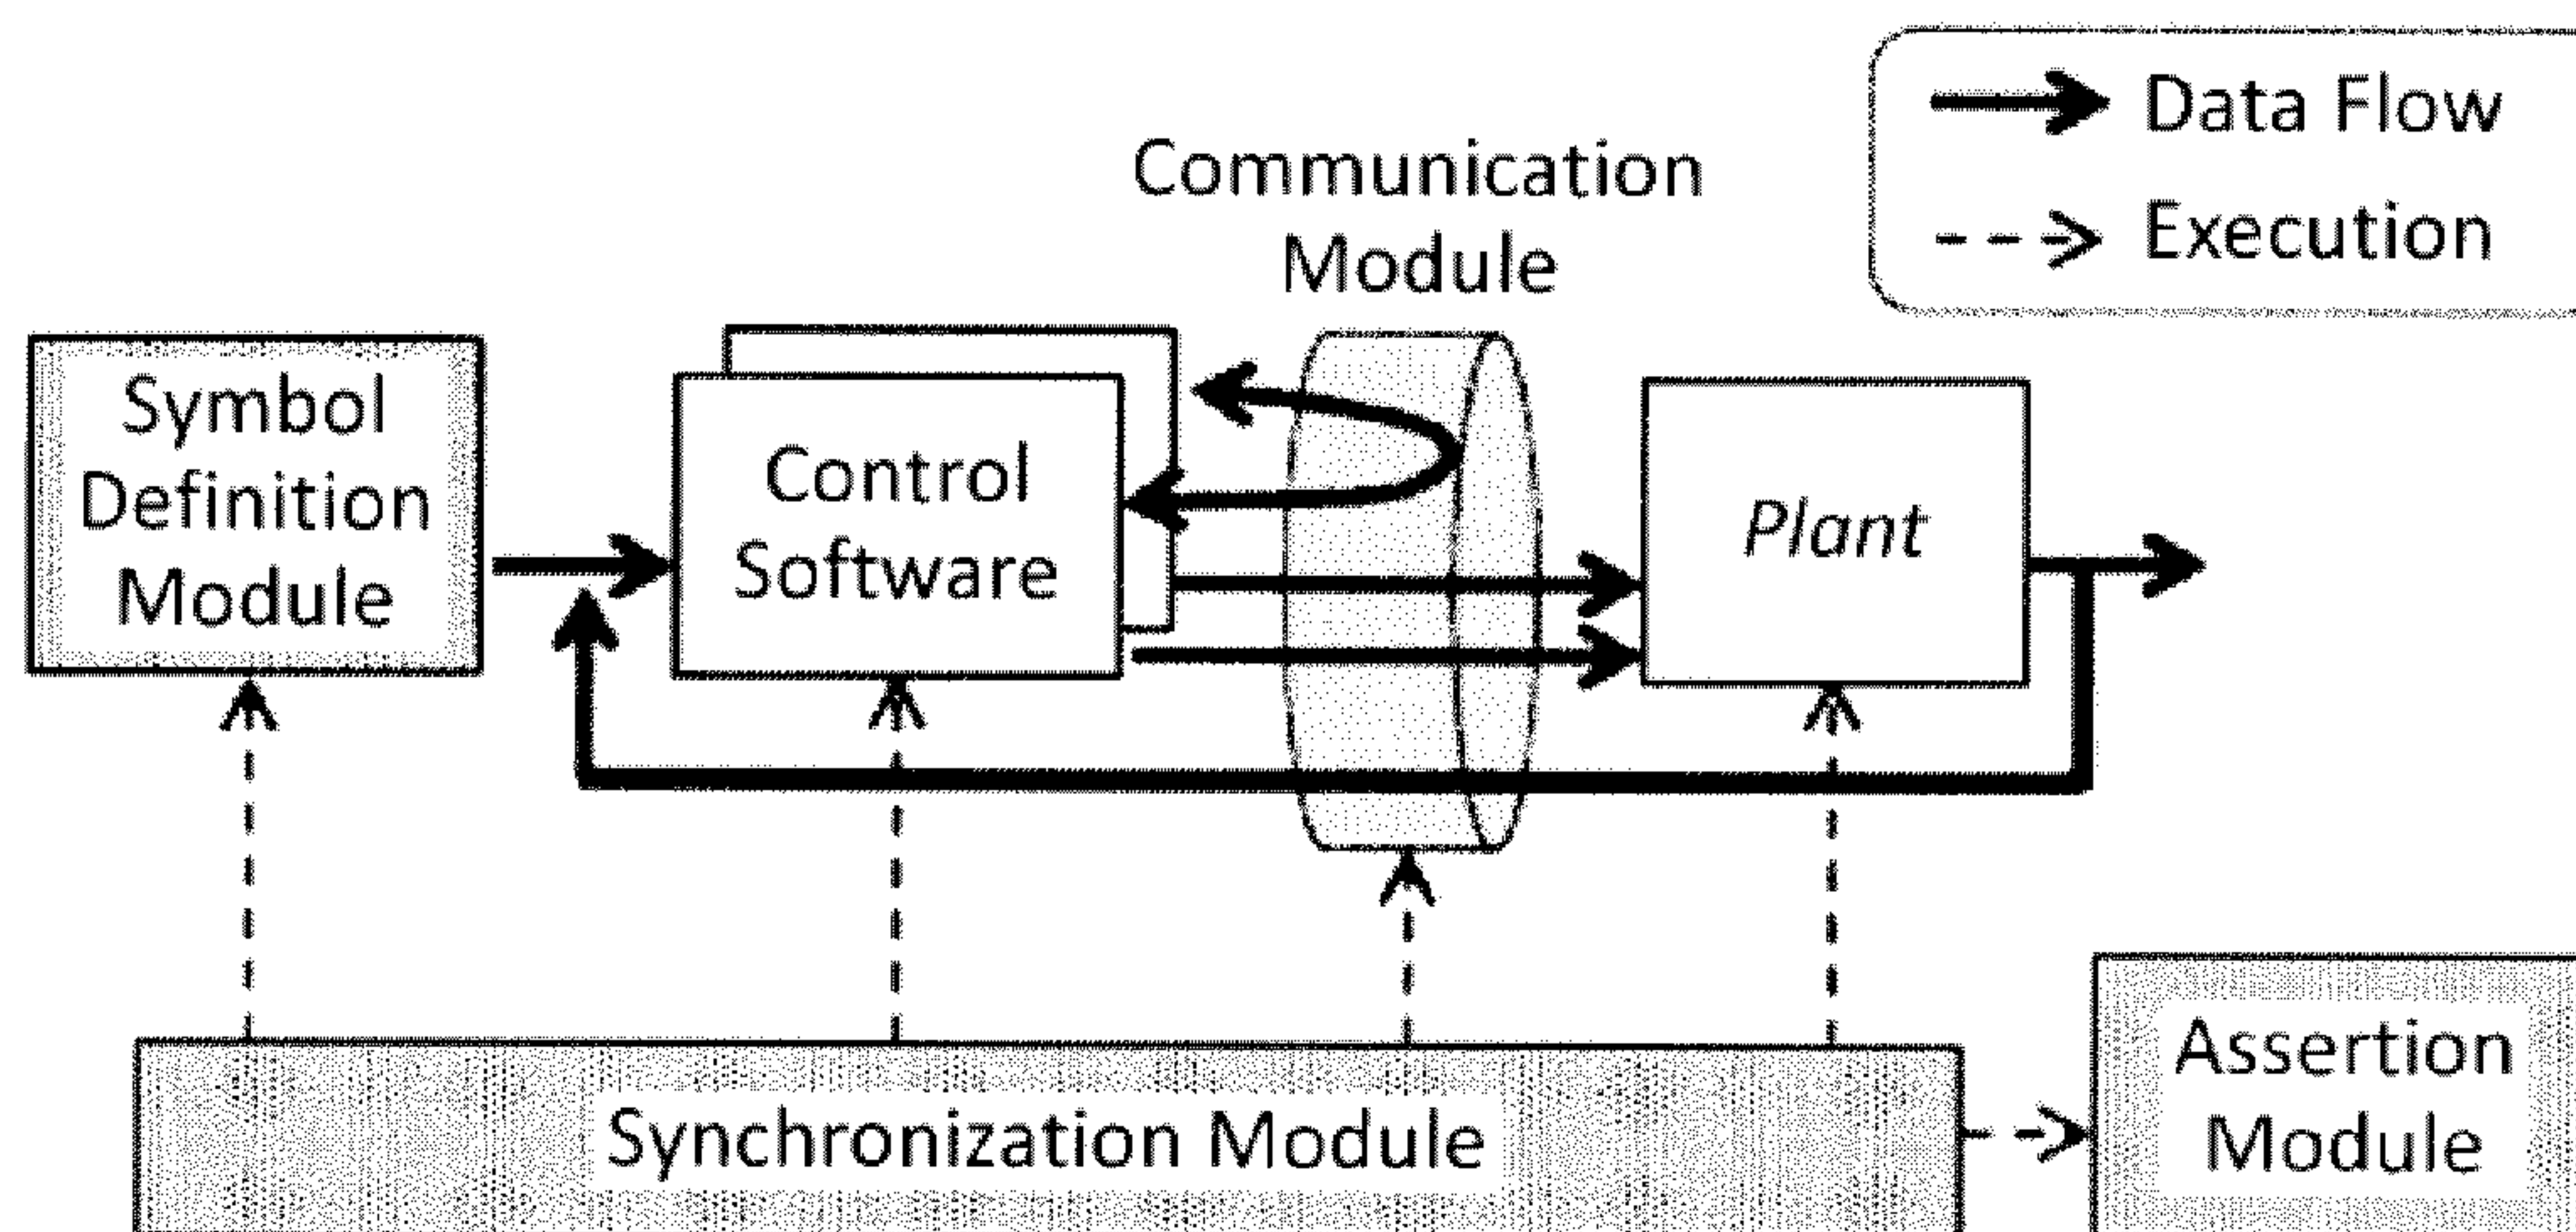 Data Flow
Execution
Communication
Module
Symbol
Definition
Module
Control
Software
Plant
Synchronization Module
Assertion
Module